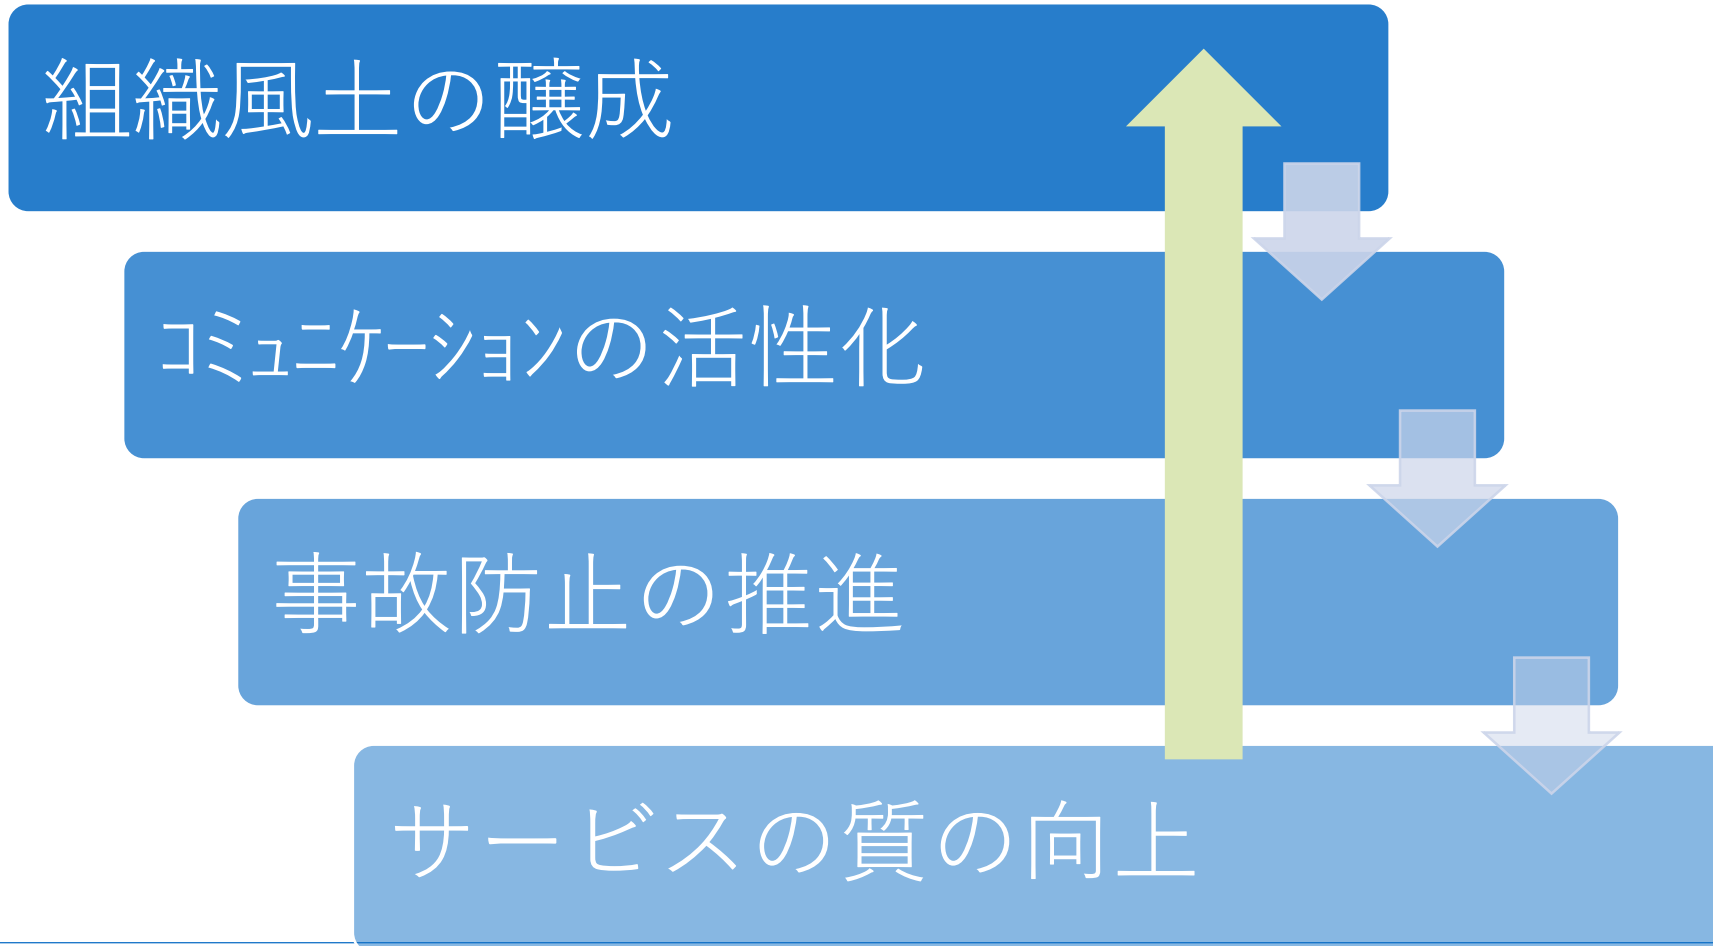 組織風土の醸成
ｺﾐｭﾆｹｰｼｮﾝの活性化
事故防止の推進
サービスの質の向上